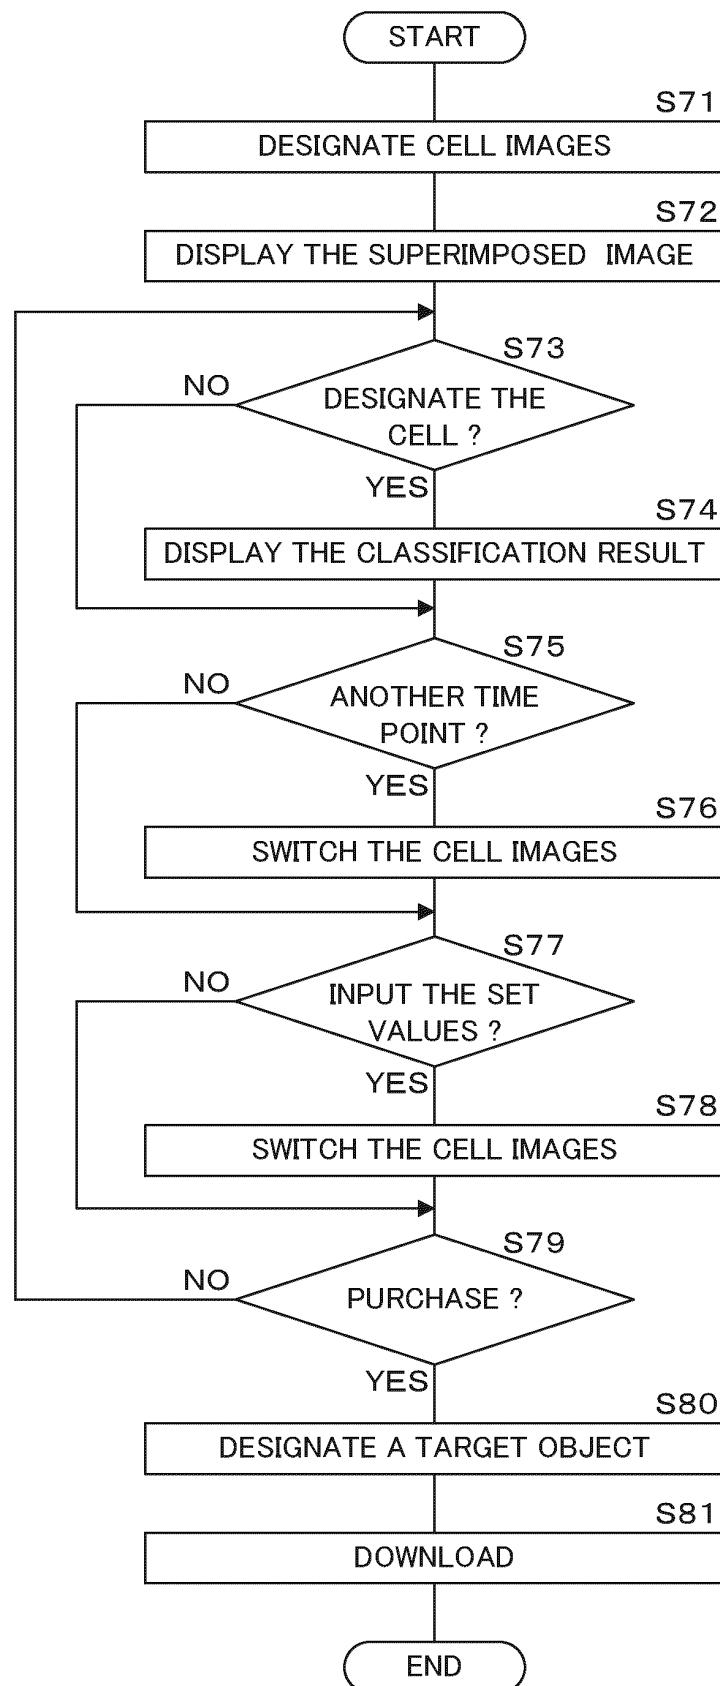 START
S71
DESIGNATE CELL IMAGES
S72
DISPLAY THE SUPERIMPOSED IMAGE
S73
NO
DESIGNATE THE
CELL ?
YES
S74
DISPLAY THE CLASSIFICATION RESULT
S75
NO
ANOTHER TIME
POINT ?
YES
S76
SWITCH THE CELL IMAGES
S77
NO
INPUT THE SET
VALUES ?
YES
S78
SWITCH THE CELL IMAGES
S79
NO
PURCHASE ?
YES
S80
DESIGNATE A TARGET OBJECT
S81
DOWNLOAD
END